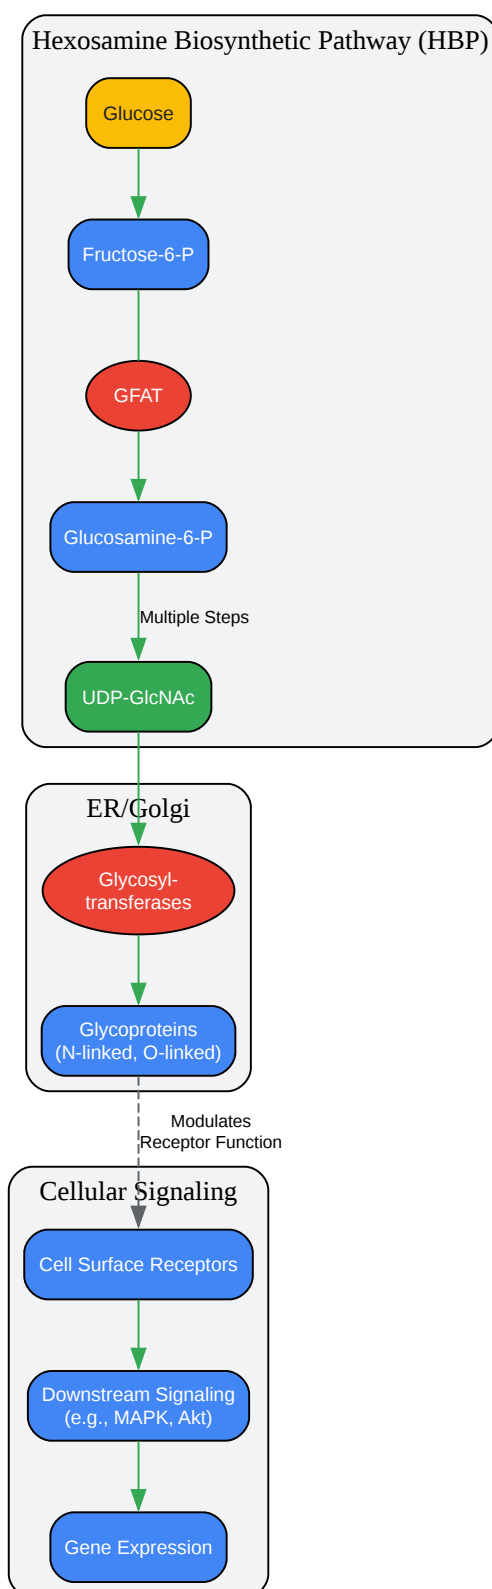 Hexosamine Biosynthetic Pathway (HBP)
Glucose
Fructose-6-P
GFAT
Glucosamine-6-P
Multiple Steps
UDP-GlcNAc
ER/Golgi
Glycosyl-
transferases
Glycoproteins
(N-linked, O-linked)
Modulates
Receptor Function
Cellular Signaling
Cell Surface Receptors
Downstream Signaling
(e.g., MAPK, Akt)
Gene Expression